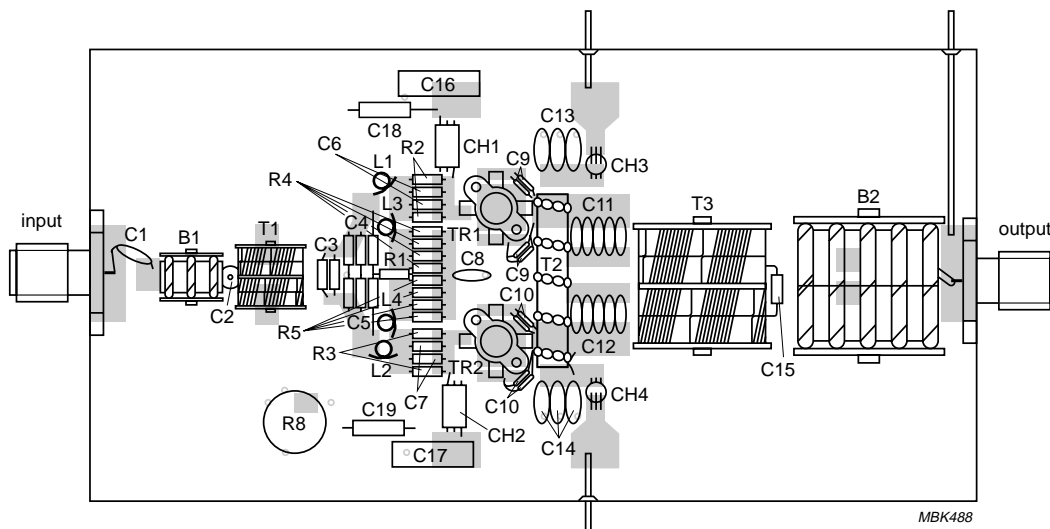 C16
C18
CH1
C13
C6
R2
L1
C9
CH3
R4
L3
input
C4
TR1
C11
T3
B2
output
C1
B1
T1
C3
R1
C8
C9
T2
C2
L4
C10
R5
C5
R3
L2
TR2
C12
C15
C7
C10
CH4
R8
C19
CH2
C14
C17
MBK488